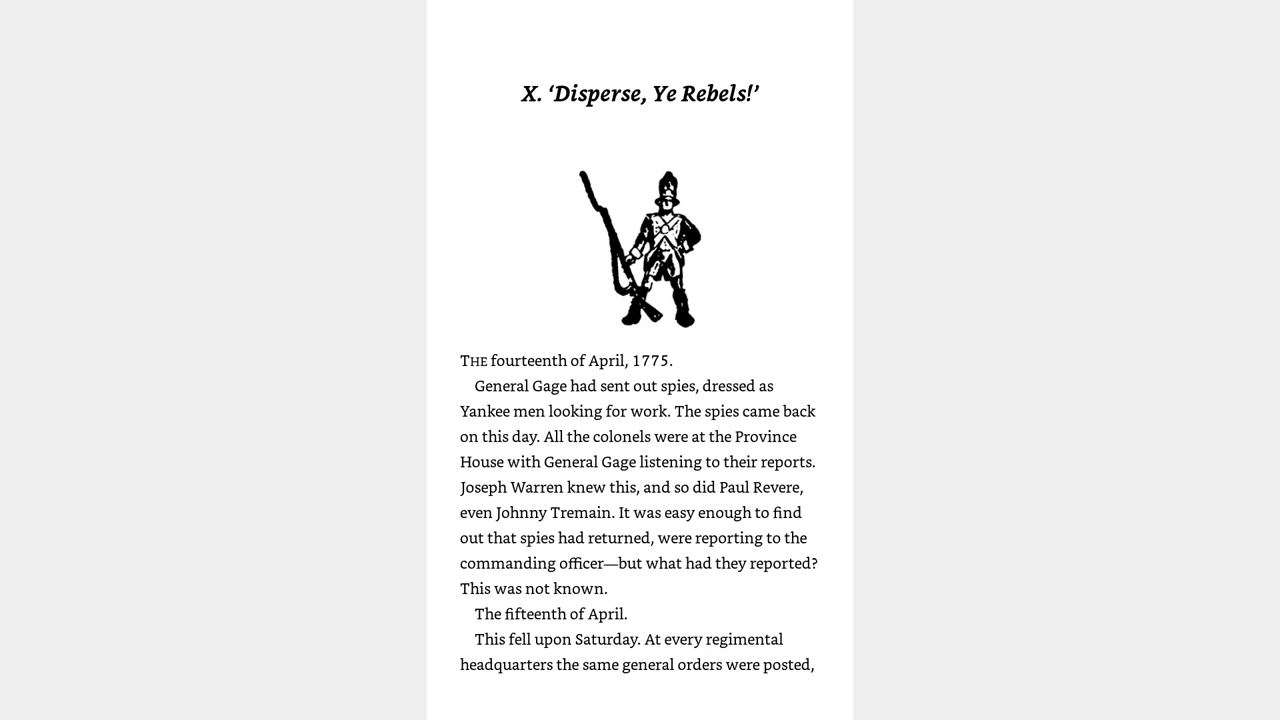 X. ‘Disperse, Ye Rebels!’
THE fourteenth of April, 1775.
General Gage had sent out spies, dressed as
Yankee men looking for work. The spies came back
on this day. All the colonels were at the Province
House with General Gage listening to their reports.
Joseph Warren knew this, and so did Paul Revere,
even Johnny Tremain. It was easy enough to find
out that spies had returned, were reporting to the
commanding officer—but what had they reported?
This was not known.
The fifteenth of April.
This fell upon Saturday. At every regimental
headquarters the same general orders were posted,